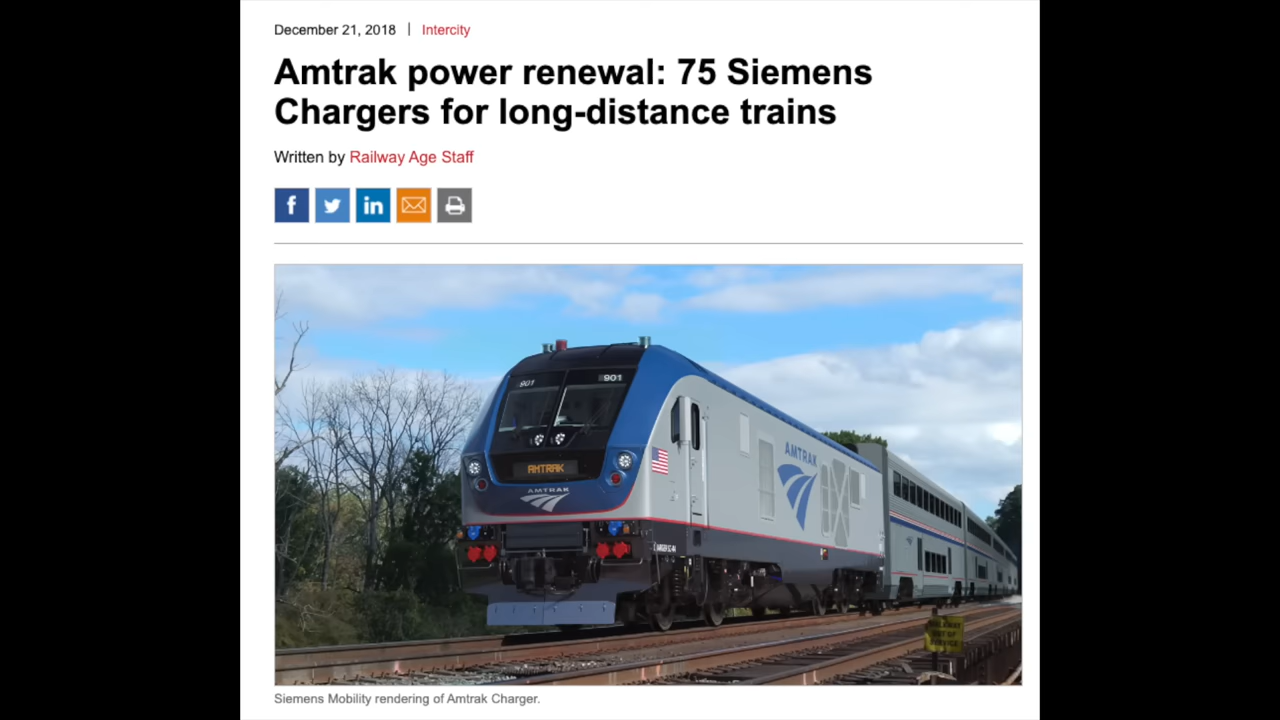 December 21, 2018 | Intercity
Amtrak power renewal: 75 Siemens
Chargers for long-distance trains
Written by Railway Age Staff
f
in
901
901
AMTRAK
AMTRAK
AMTRAK
Siemens Mobility rendering of Amtrak Charger.